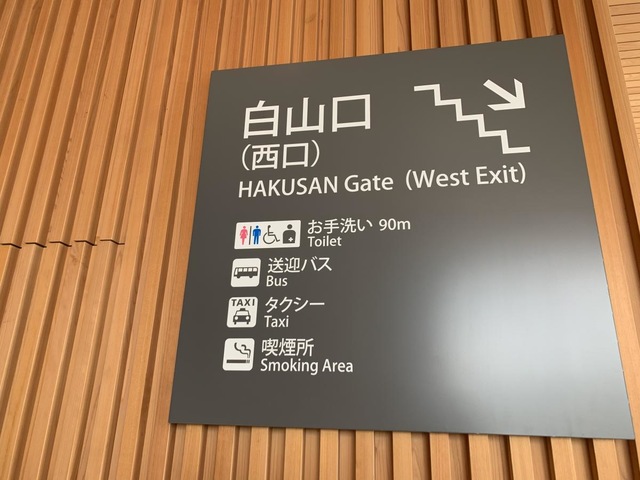 白山口
（西口）
HAKUSAN Gate (West Exit)
お手洗い 90m
Toilet
送迎バス
Bus
TAXI
タクシー
Taxi
喫煙所
Smoking Area